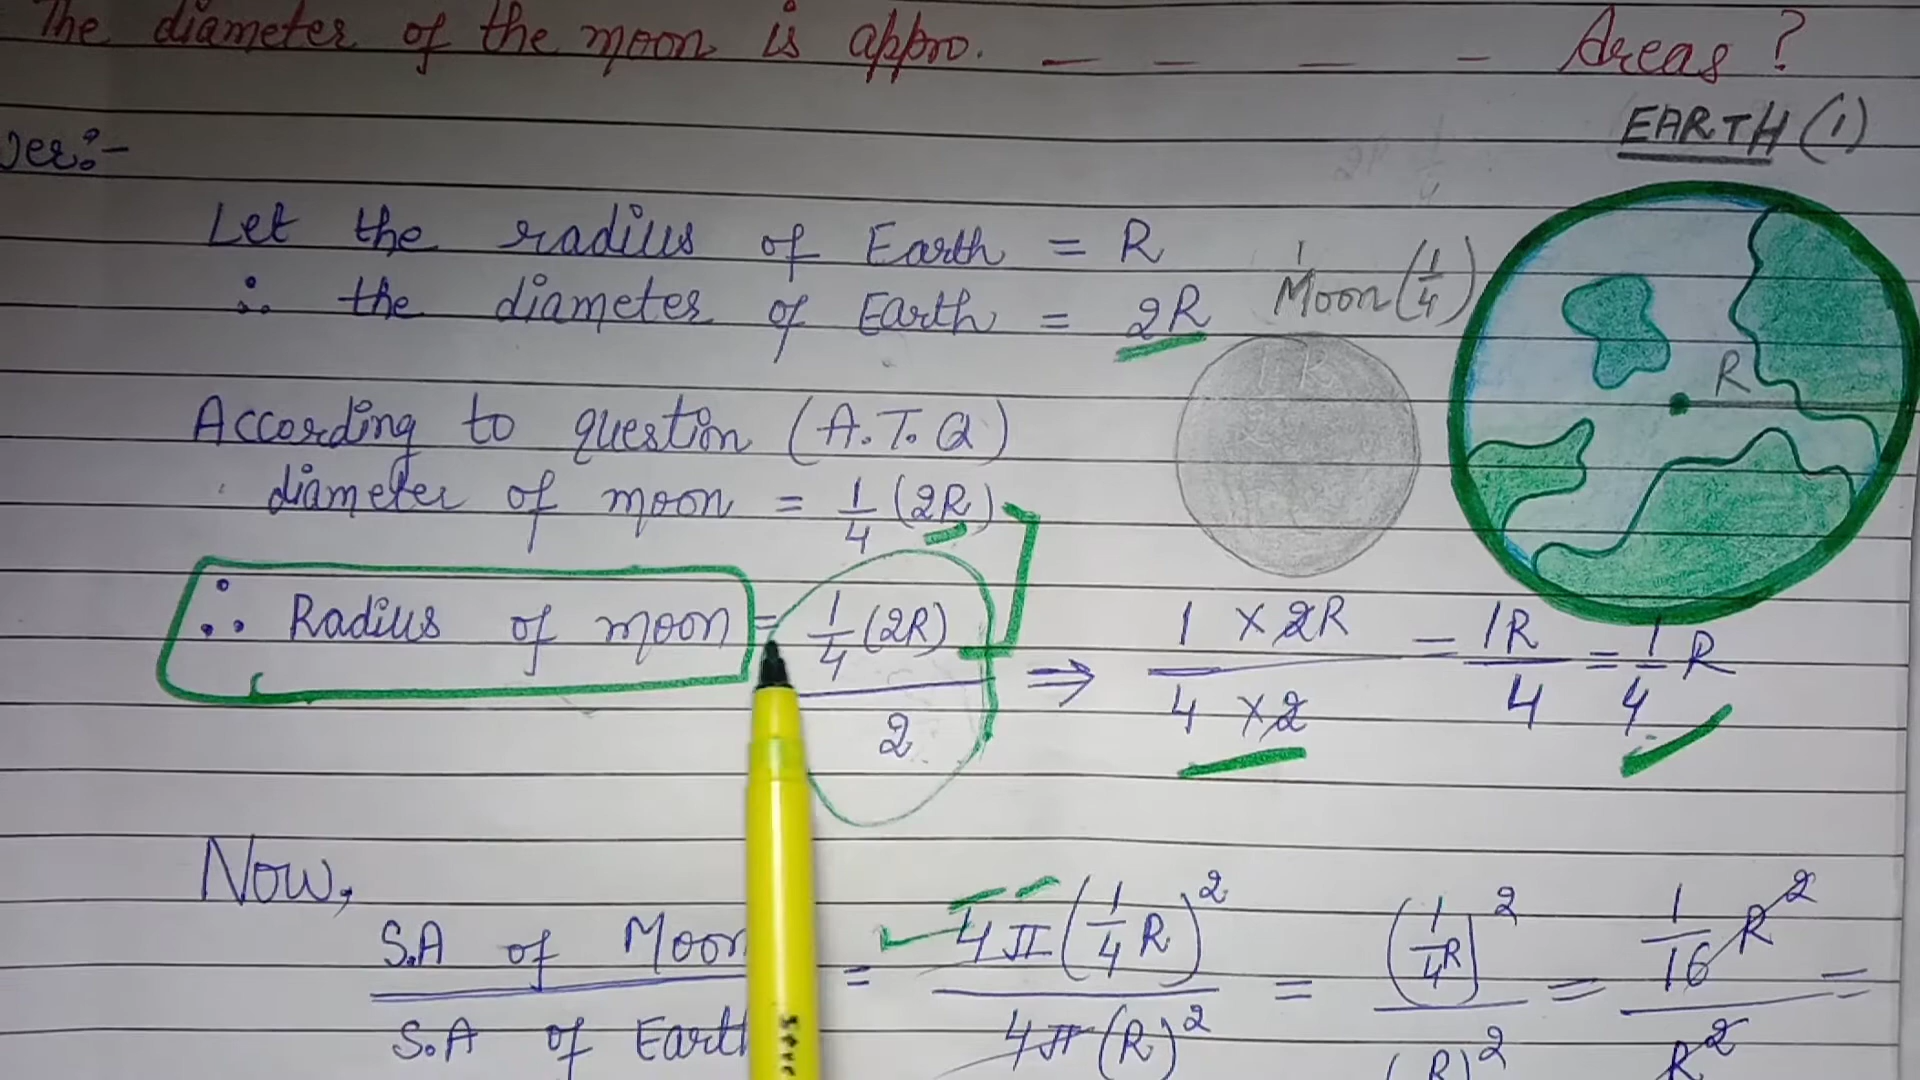 The diameter of the moon is appro. _ _ _ _ Areas ?
EARTH (1)
wer:-
Let the radius of Earth = R
∴ the diameter of Earth = 2R
Moon (1/4)
R
According to question (A.T.Q)
diameter of moon = 1/4 (2R)
∴ Radius of moon = 1/4 (2R) / 2 ⇒ 1 × 2R / 4 × 2 = 1R / 4 = 1/4 R
Now,
S.A of Moon / S.A of Earth = 4π (1/4 R)² / 4π (R)² = (1/4 R)² / (R)² = 1/16 R² / R² =